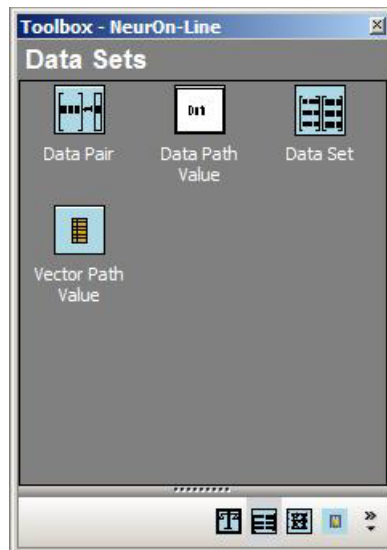 Toolbox - NeurOn-Line
Data Sets
Data Pair
Data Path
Value
Data Set
Vector Path
Value